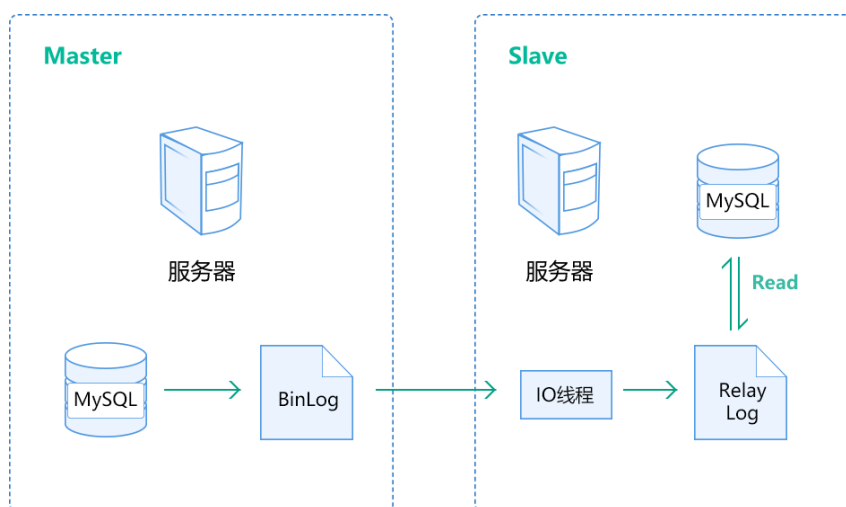 Master
Slave
MySQL
服务器
服务器
Read
MySQL
BinLog
IO线程
Relay
Log